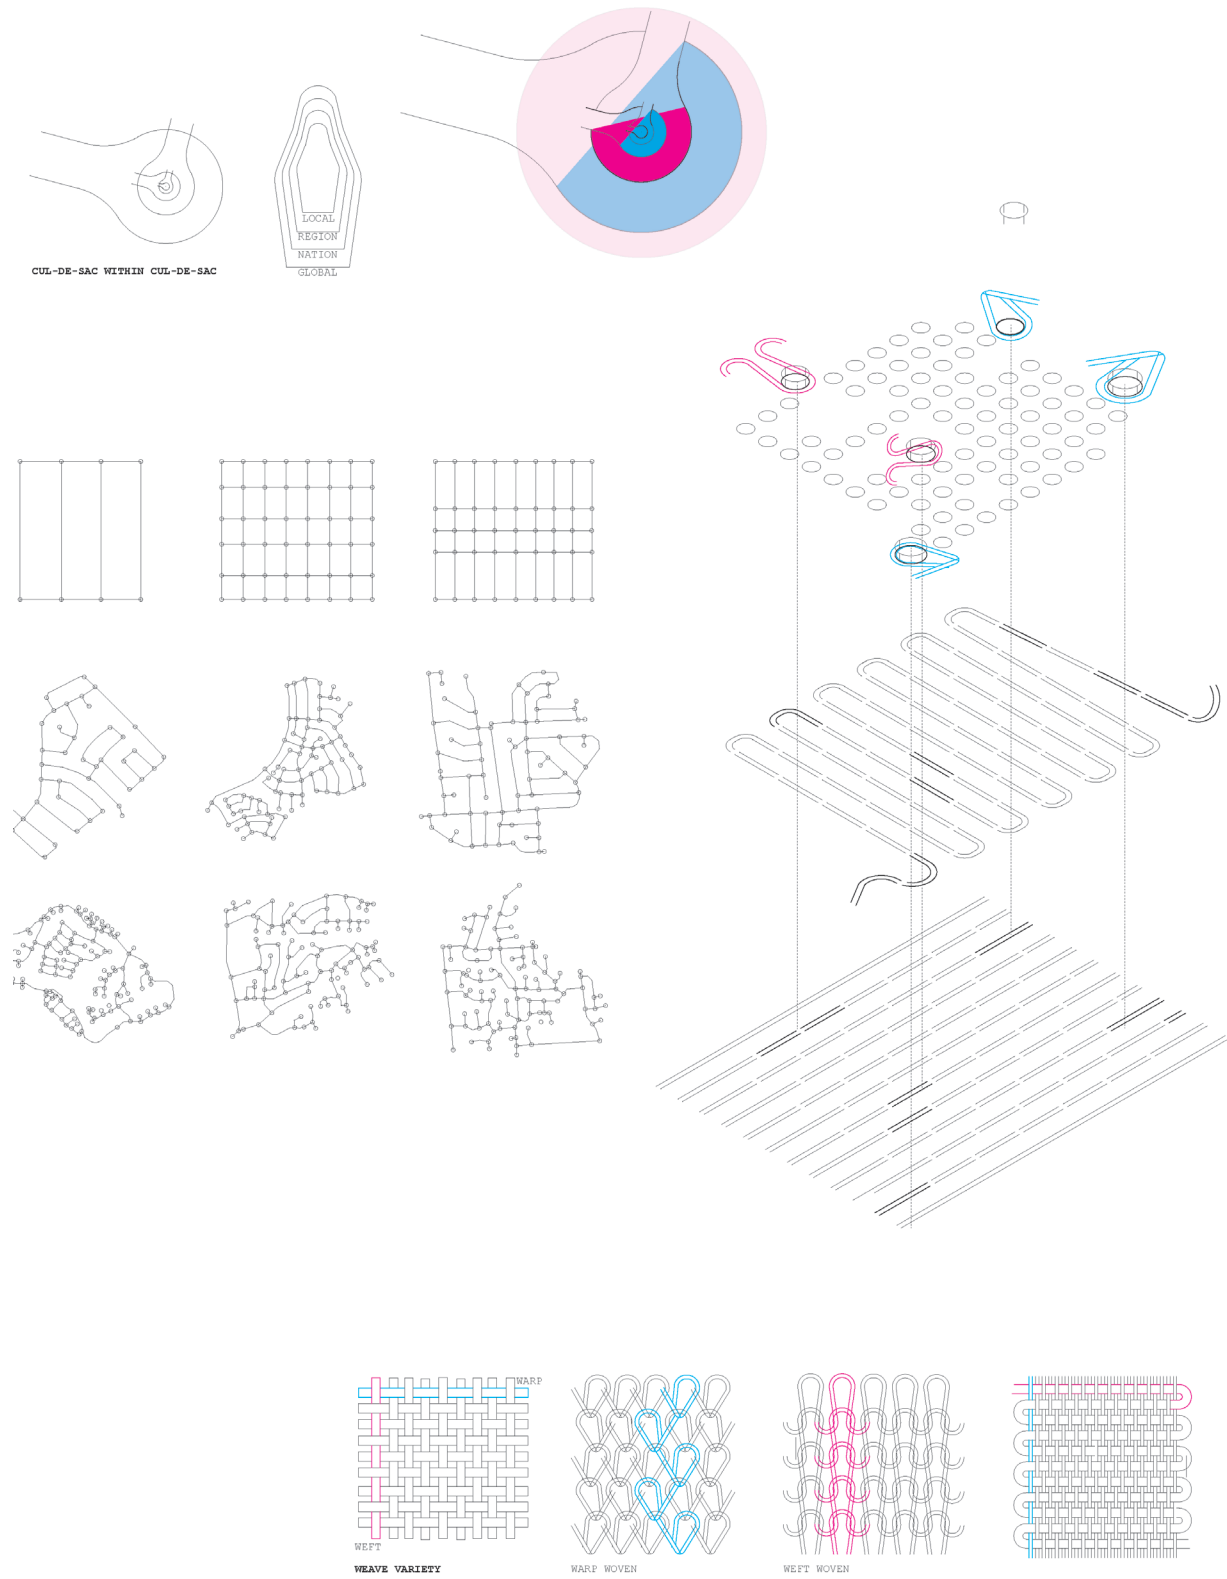 LOCAL
REGION
NATION
GLOBAL
CUL-DE-SAC WITHIN CUL-DE-SAC
WARP
WEFT
WEAVE VARIETY
WARP WOVEN
WEFT WOVEN